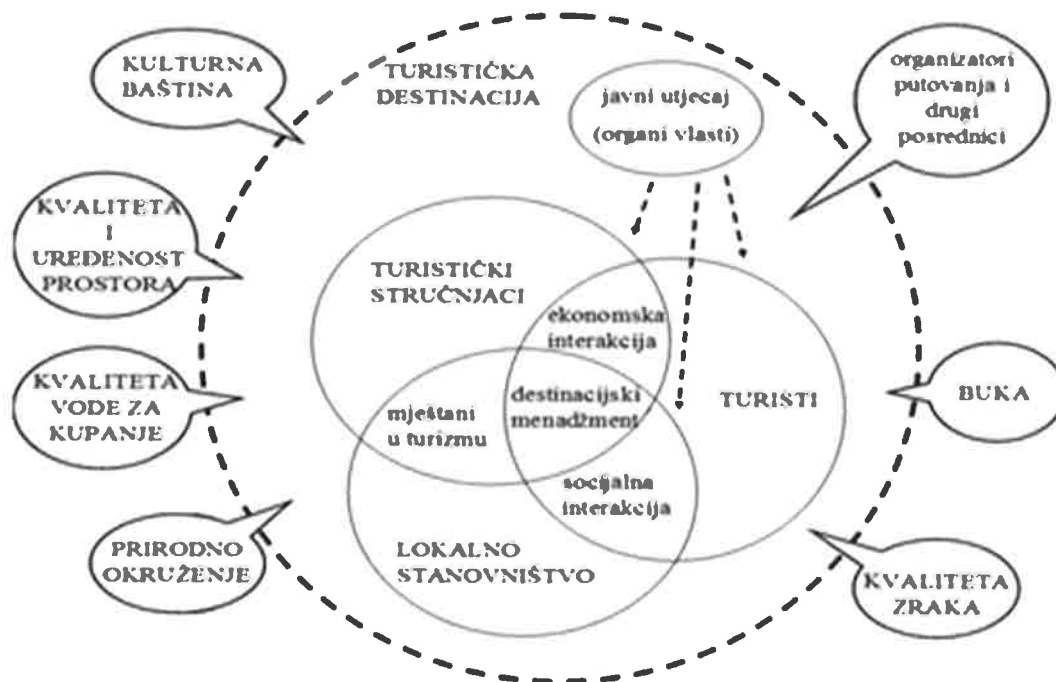 KULTURNA
BAŠTINA
TURISTIČKA
DESTINACIJA
javni utjecaj
(organi vlasti)
organizatori
putovanja i
drugi
posrednici
KVALITETA
I
UREĐENOST
PROSTORA
TURISTIČKI
STRUČNJACI
ekonomska
interakcija
KVALITETA
VODE ZA
KUPANJE
mještani
u turizmu
destinacijski
menadžment
TURISTI
BUKA
socijalna
interakcija
PRIRODNO
OKRUŽENJE
LOKALNO
STANOVNIŠTVO
KVALITETA
ZRAKA